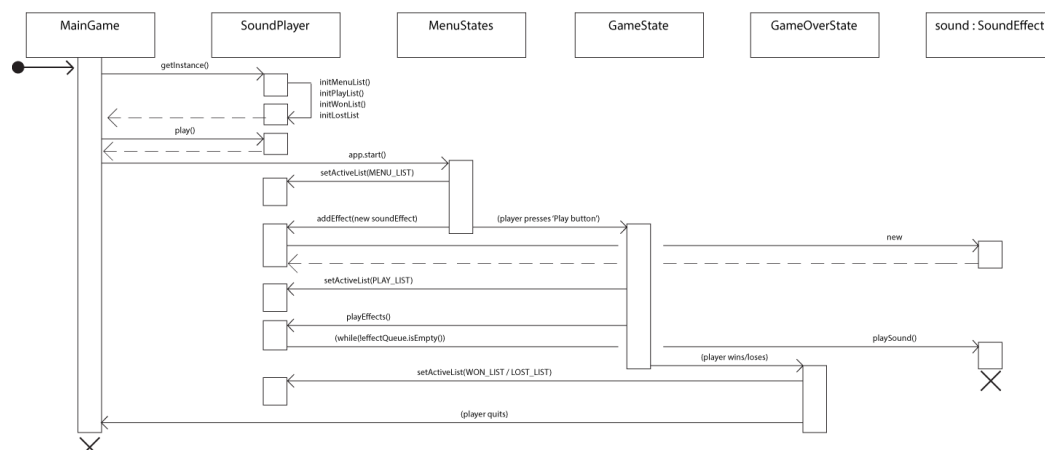 MainGame
SoundPlayer
MenuStates
GameState
GameOverState
sound : SoundEffect
getInstance()
initMenuList()
initPlayList()
initWonList()
initLostList
play()
app.start()
setActiveList(MENU_LIST)
addEffect(new soundEffect)
(player presses 'Play button')
new
setActiveList(PLAY_LIST)
playEffects()
(while(!effectQueue.isEmpty())
playSound()
(player wins/loses)
setActiveList(WON_LIST / LOST_LIST)
(player quits)